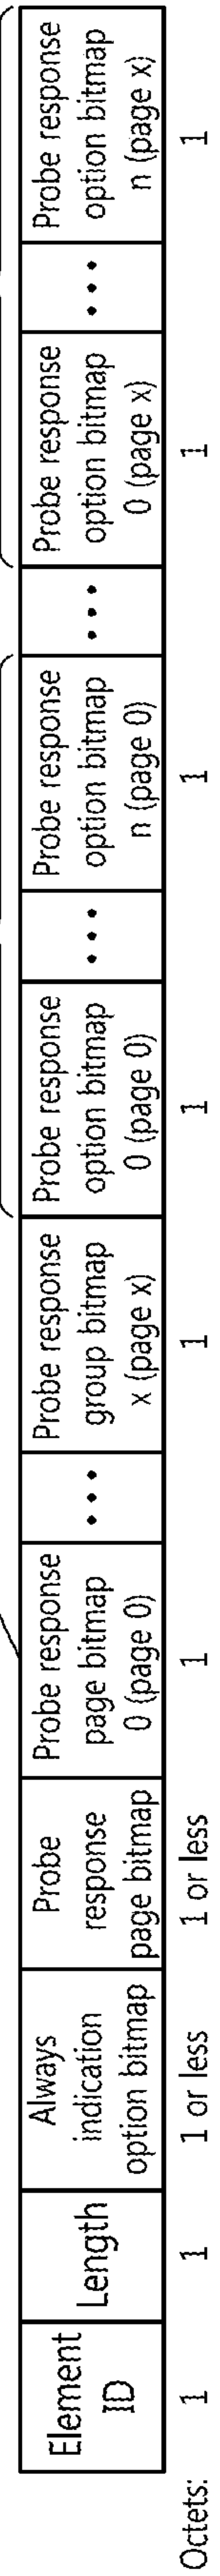 Element
ID
Length
Always
indication
option bitmap
Probe
response
page bitmap
Probe response
page bitmap
0 (page 0)
•••
Probe response
group bitmap
x (page x)
Probe response
option bitmap
0 (page 0)
•••
Probe response
option bitmap
n (page 0)
•••
Probe response
option bitmap
0 (page x)
•••
Probe response
option bitmap
n (page x)
Octets: 1 1 1 or less 1 or less 1 1 1 1 1 1